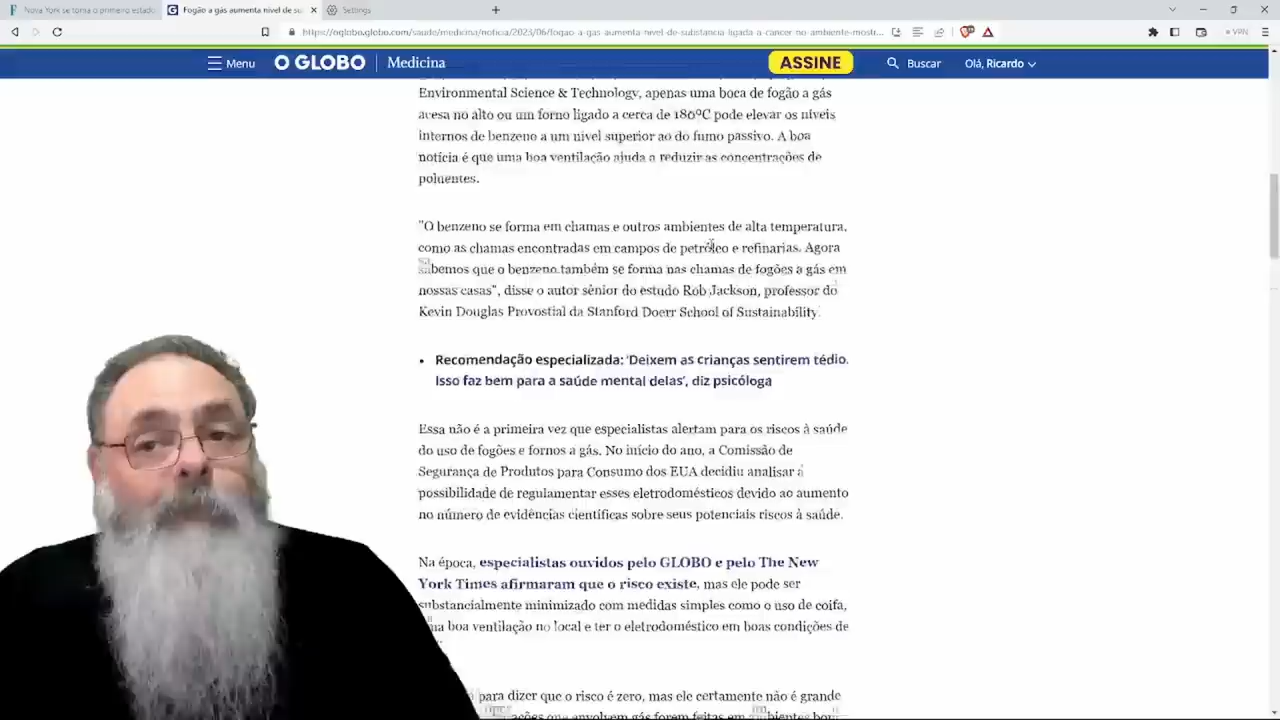 Nova York se torna o primeiro estado
Fogão a gás aumenta nível de su
Settings
https://oglobo.globo.com/saude/medicina/noticia/2023/06/fogao-a-gas-aumenta-nivel-de-substancia-ligada-a-cancer-no-ambiente-mostr...
VPN
Menu
O GLOBO
Medicina
ASSINE
Buscar
Olá, Ricardo
Environmental Science & Technology, apenas uma boca de fogão a gás
acesa no alto ou um forno ligado a cerca de 180ºC pode elevar os níveis
internos de benzeno a um nível superior ao do fumo passivo. A boa
notícia é que uma boa ventilação ajuda a reduzir as concentrações de
poluentes.
"O benzeno se forma em chamas e outros ambientes de alta temperatura,
como as chamas encontradas em campos de petróleo e refinarias. Agora
sabemos que o benzeno também se forma nas chamas de fogões a gás em
nossas casas", disse o autor sênior do estudo Rob Jackson, professor do
Kevin Douglas Provostial da Stanford Doerr School of Sustainability.
• Recomendação especializada: 'Deixem as crianças sentirem tédio.
Isso faz bem para a saúde mental delas', diz psicóloga
Essa não é a primeira vez que especialistas alertam para os riscos à saúde
do uso de fogões e fornos a gás. No início do ano, a Comissão de
Segurança de Produtos para Consumo dos EUA decidiu analisar a
possibilidade de regulamentar esses eletrodomésticos devido ao aumento
no número de evidências científicas sobre seus potenciais riscos à saúde.
Na época, especialistas ouvidos pelo GLOBO e pelo The New
York Times afirmaram que o risco existe, mas ele pode ser
substancialmente minimizado com medidas simples como o uso de coifa,
uma boa ventilação no local e ter o eletrodoméstico em boas condições de
para dizer que o risco é zero, mas ele certamente não é grande
que envolvem gás forem feitas em ambientes bem